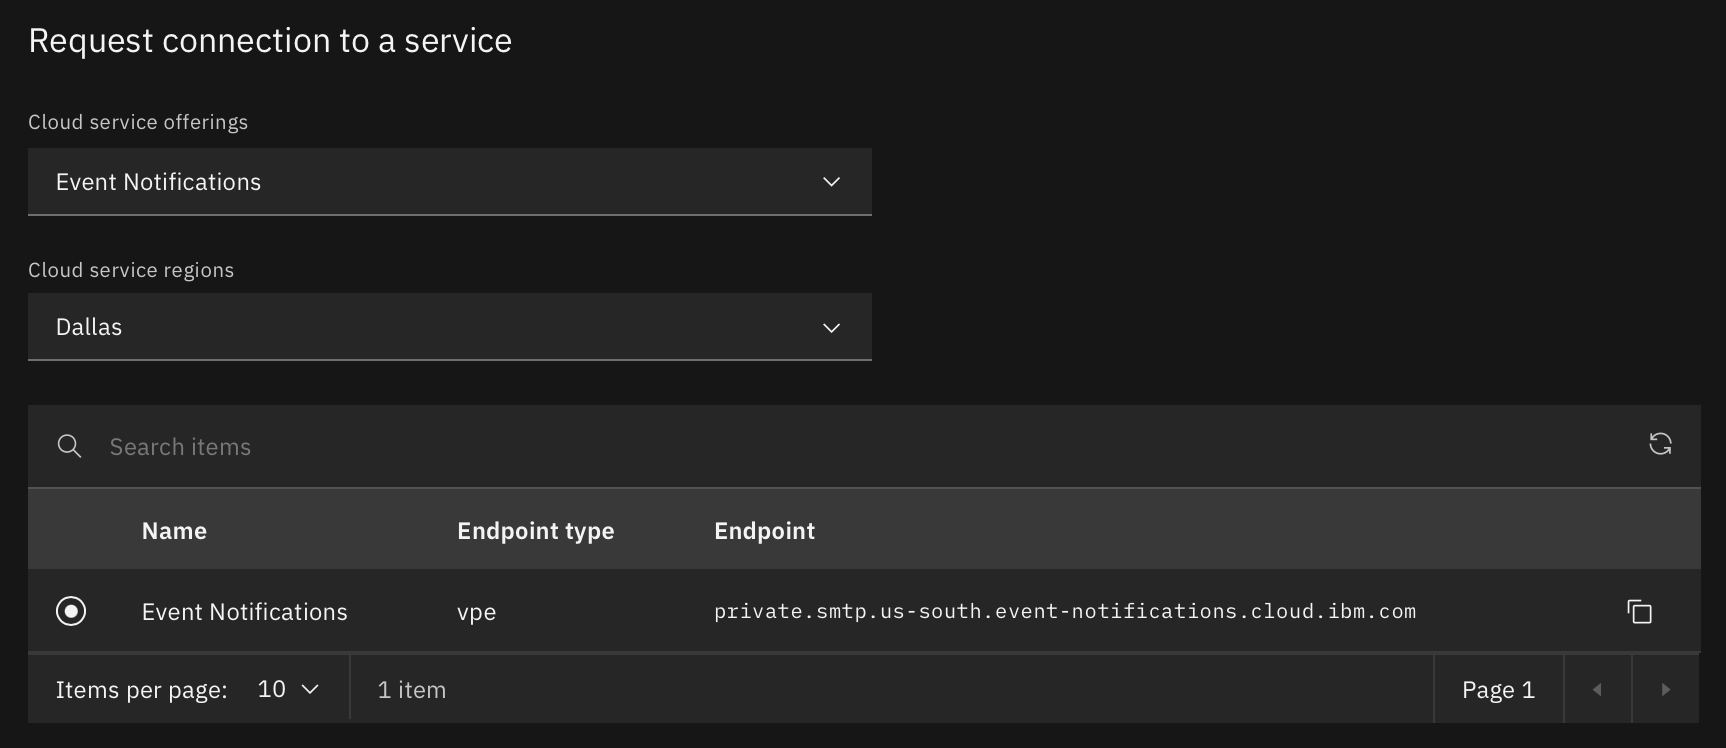 Request connection to a service
Cloud service offerings
Event Notifications
Cloud service regions
Dallas
Search items
Name Endpoint type Endpoint
Event Notifications vpe private.smtp.us-south.event-notifications.cloud.ibm.com
Items per page: 10 1 item Page 1